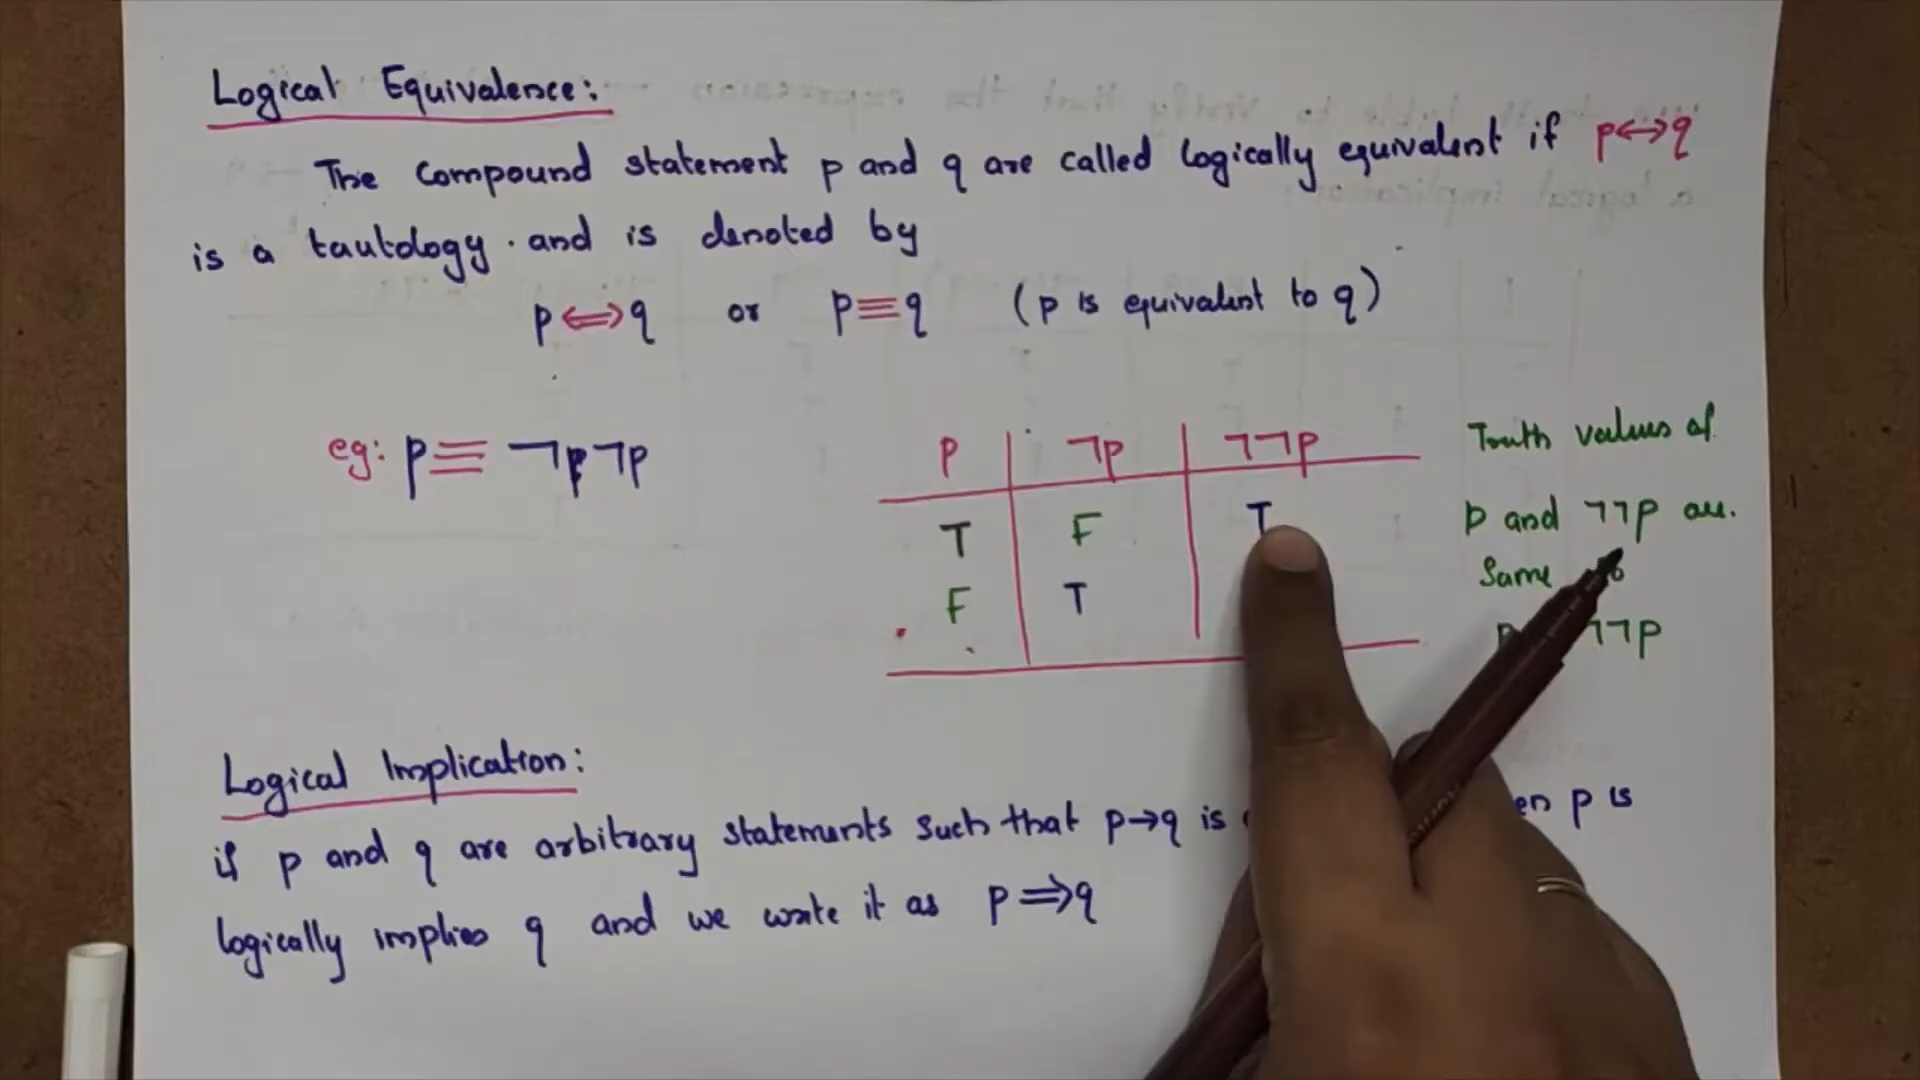 Logical Equivalence:
The compound statement p and q are called logically equivalent if p↔q
is a tautology. and is denoted by
p⇔q or p≡q (p is equivalent to q)
eg: p≡ ¬p¬p
p ¬p ¬¬p
T F T
F T
Truth values of
p and ¬¬p are.
Same
¬¬p
Logical Implication:
if p and q are arbitrary statements such that p→q is p is
logically implies q and we write it as p⇒q